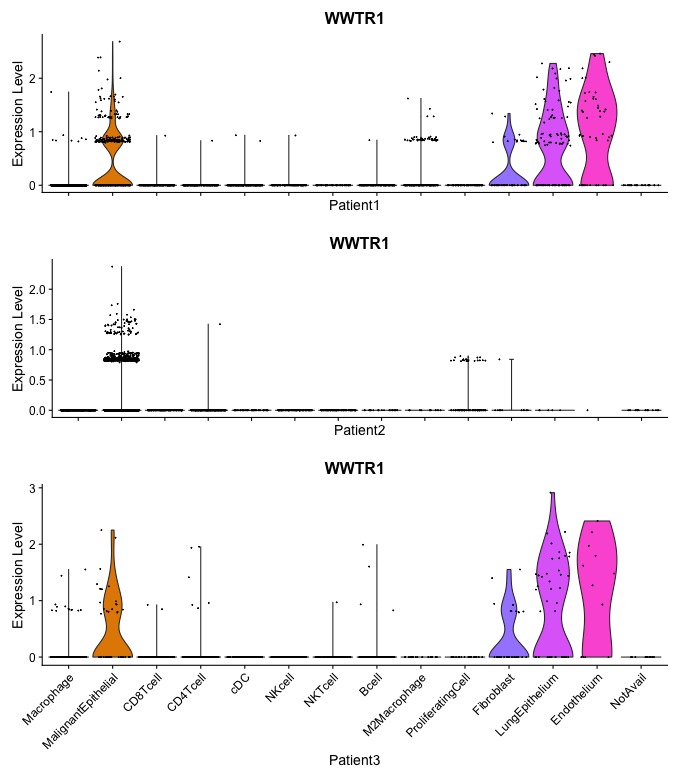 WWTR1
Expression Level
2
1
0
Patient1
WWTR1
Expression Level
2.0
1.5
1.0
0.5
0.0
Patient2
WWTR1
Expression Level
3
2
1
0
Macrophage
MalignantEpithelial
CD8Tcell
CD4Tcell
cDC
NKcell
NKTcell
Bcell
M2Macrophage
ProliferatingCell
Fibroblast
LungEpithelium
Endothelium
NotAvail
Patient3